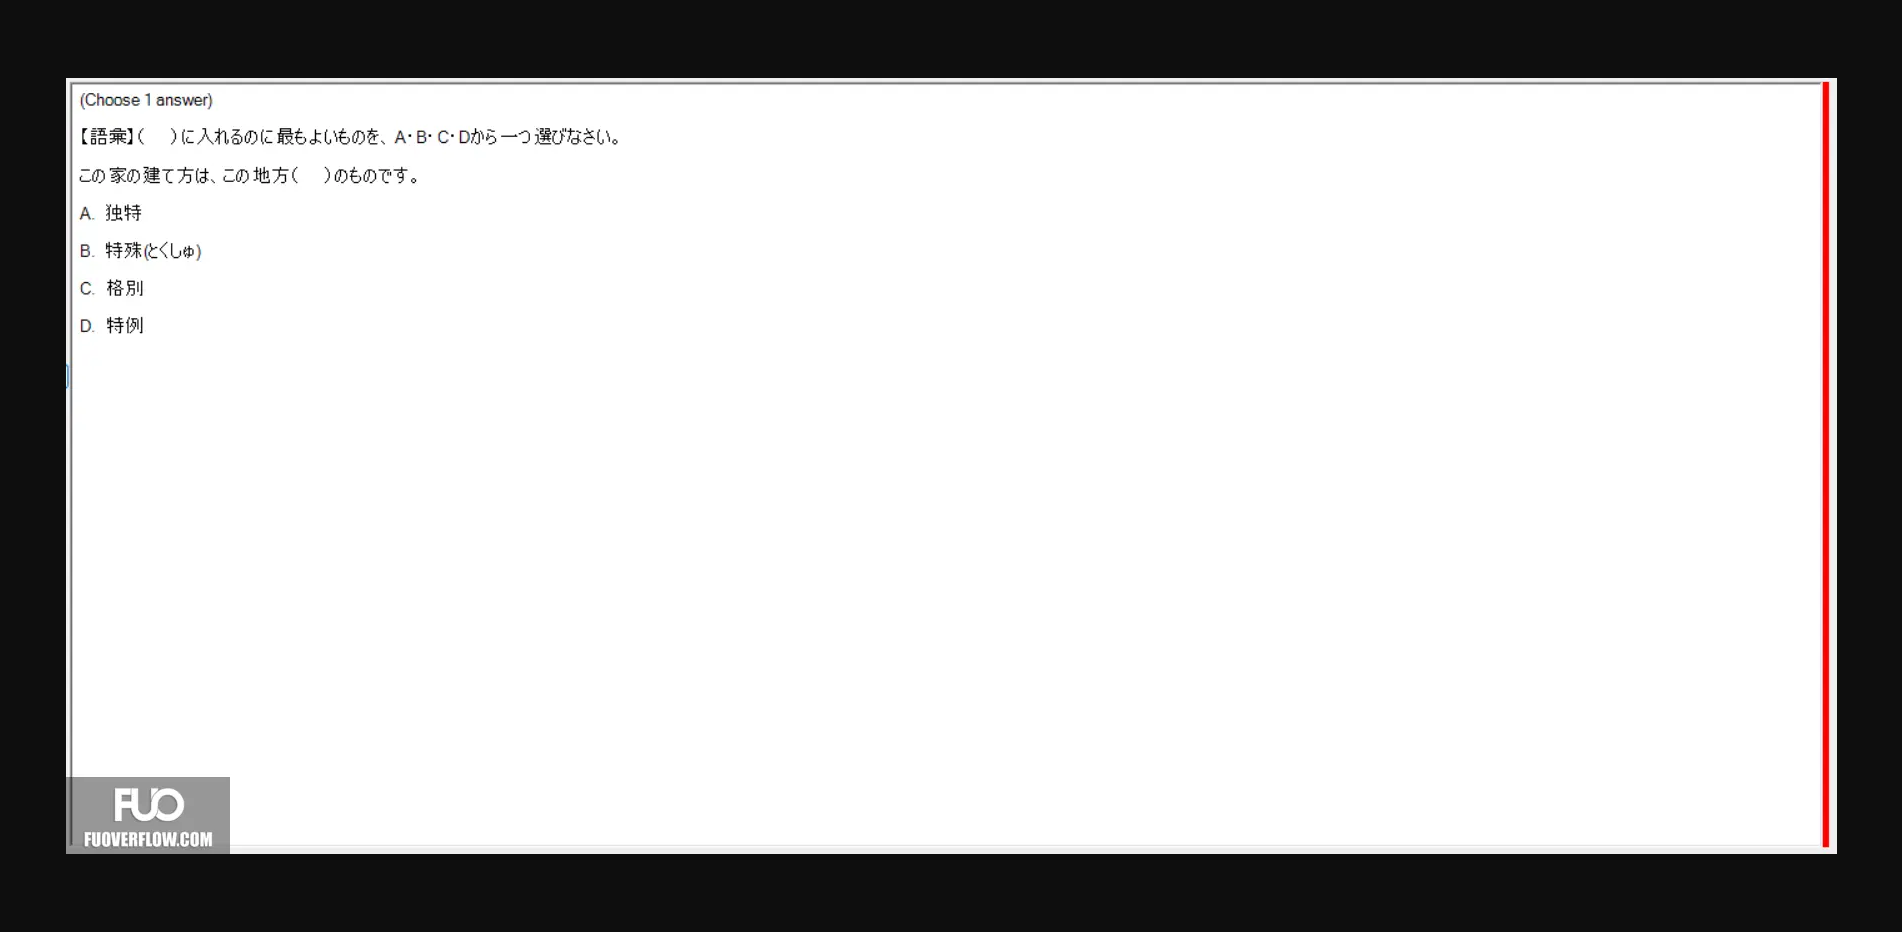 (Choose 1 answer)
【語彙】(　)に入れるのに最もよいものを、A・B・C・Dから一つ選びなさい。
この家の建て方は、この地方(　)のものです。
A. 独特
B. 特殊(とくしゅ)
C. 格別
D. 特例
FUO
FUOVERFLOW.COM